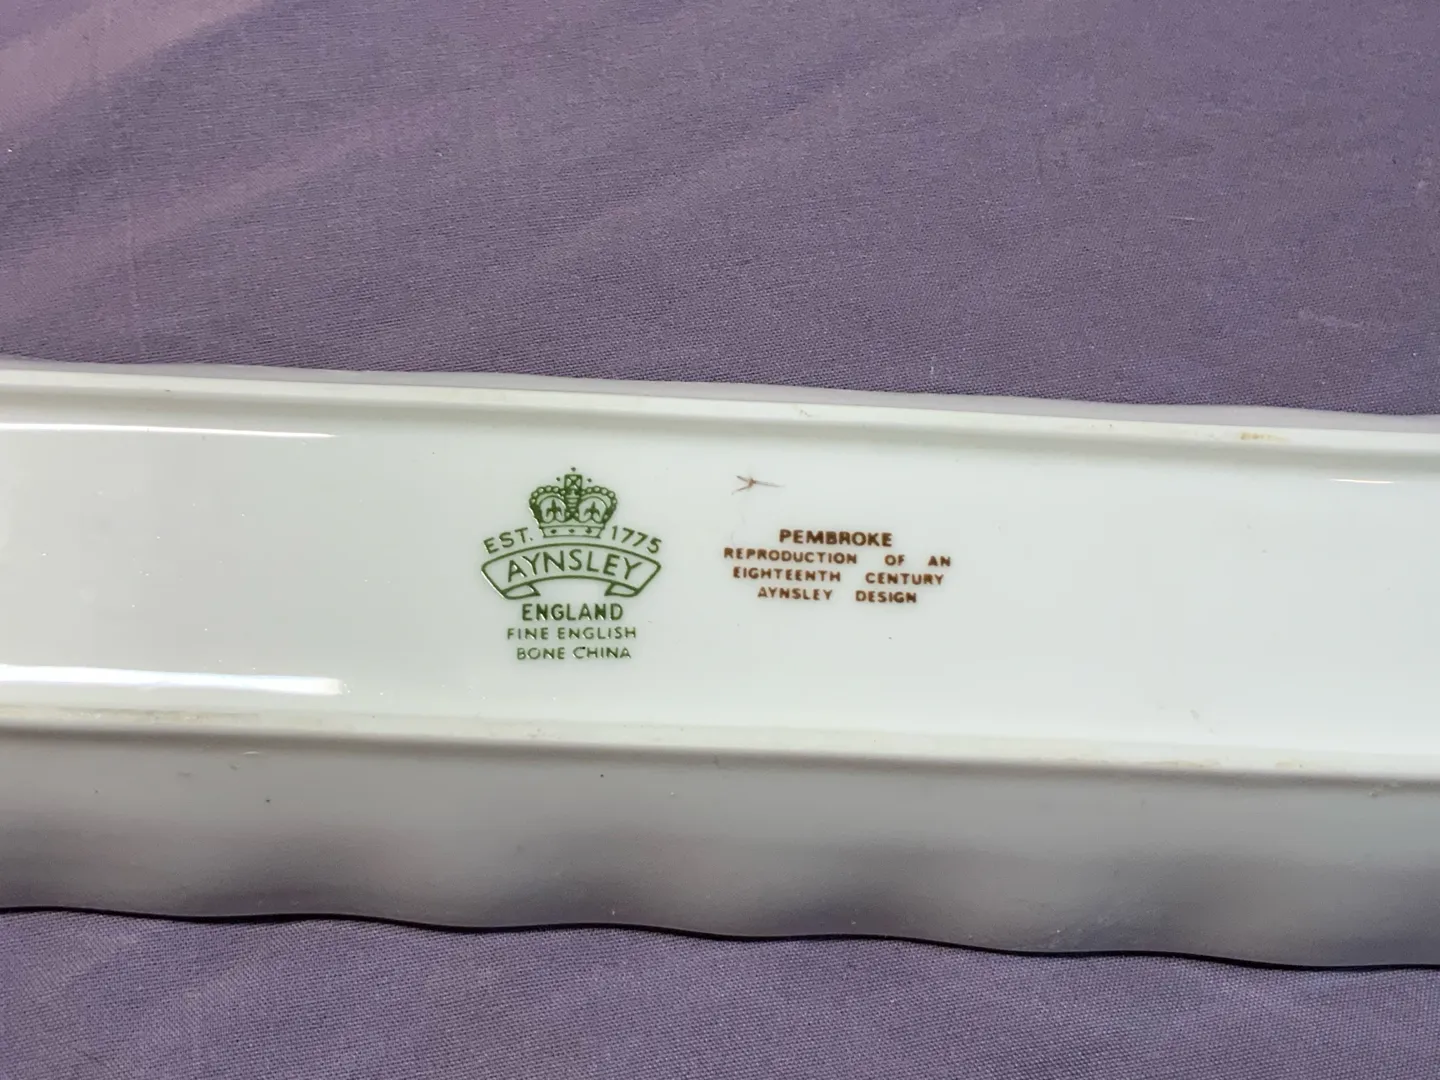 EST. 1775
AYNSLEY
ENGLAND
FINE ENGLISH
BONE CHINA
PEMBROKE
REPRODUCTION OF AN
EIGHTEENTH CENTURY
AYNSLEY DESIGN